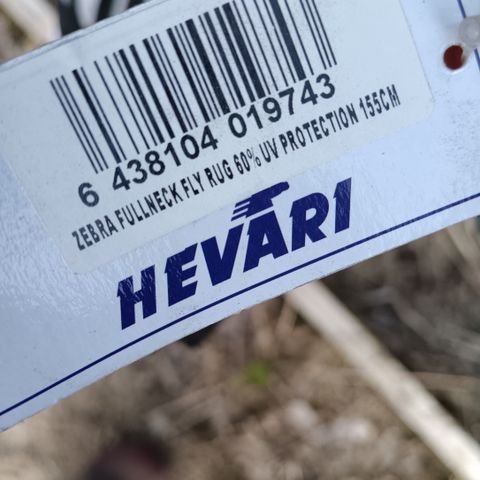 6 438104 019743
ZEBRA FULLNECK FLY RUG 60% UV PROTECTION 155CM
HEVARI